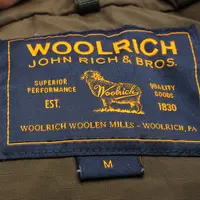 WOOLRICH
JOHN RICH & BROS.
SUPERIOR PERFORMANCE
QUALITY GOODS
Woolrich
EST.
1830
WOOLRICH WOOLEN MILLS - WOOLRICH, PA
M